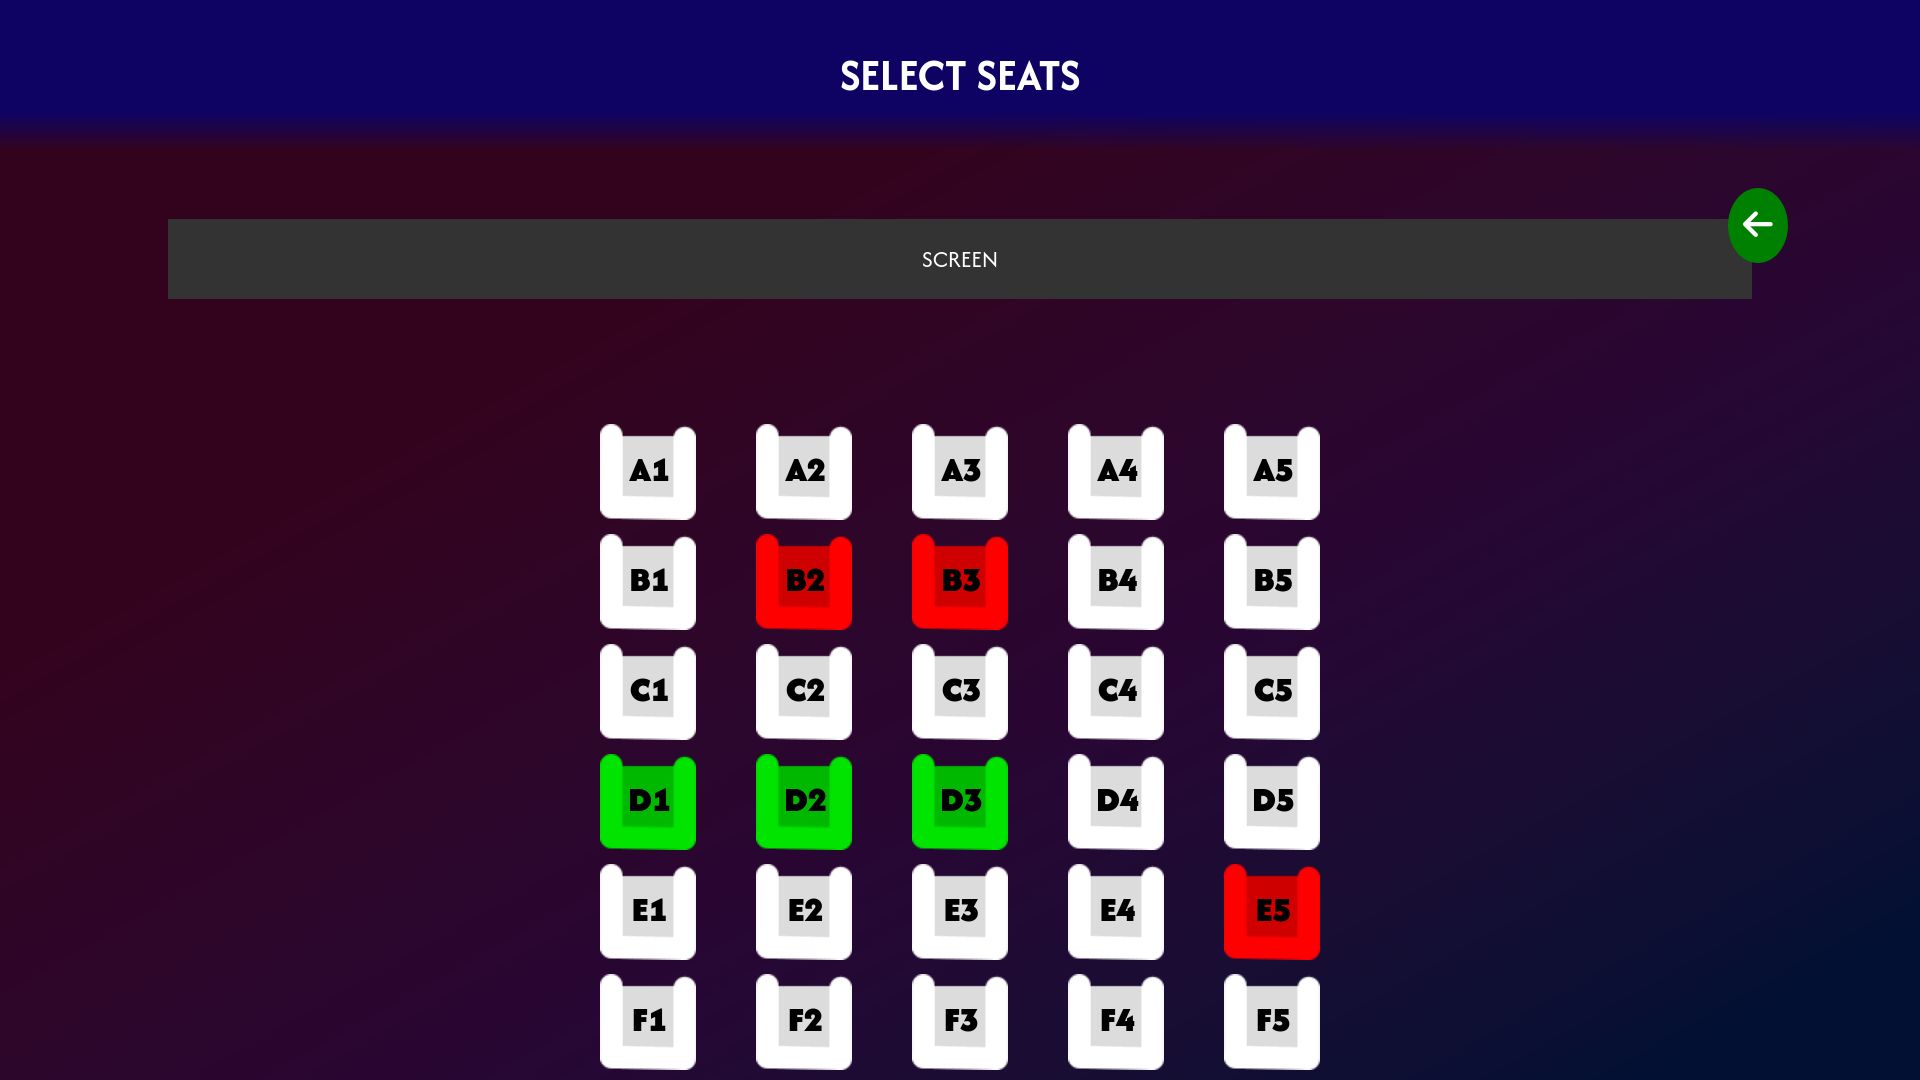 SELECT SEATS
SCREEN
A1 A2 A3 A4 A5
B1 B2 B3 B4 B5
C1 C2 C3 C4 C5
D1 D2 D3 D4 D5
E1 E2 E3 E4 E5
F1 F2 F3 F4 F5